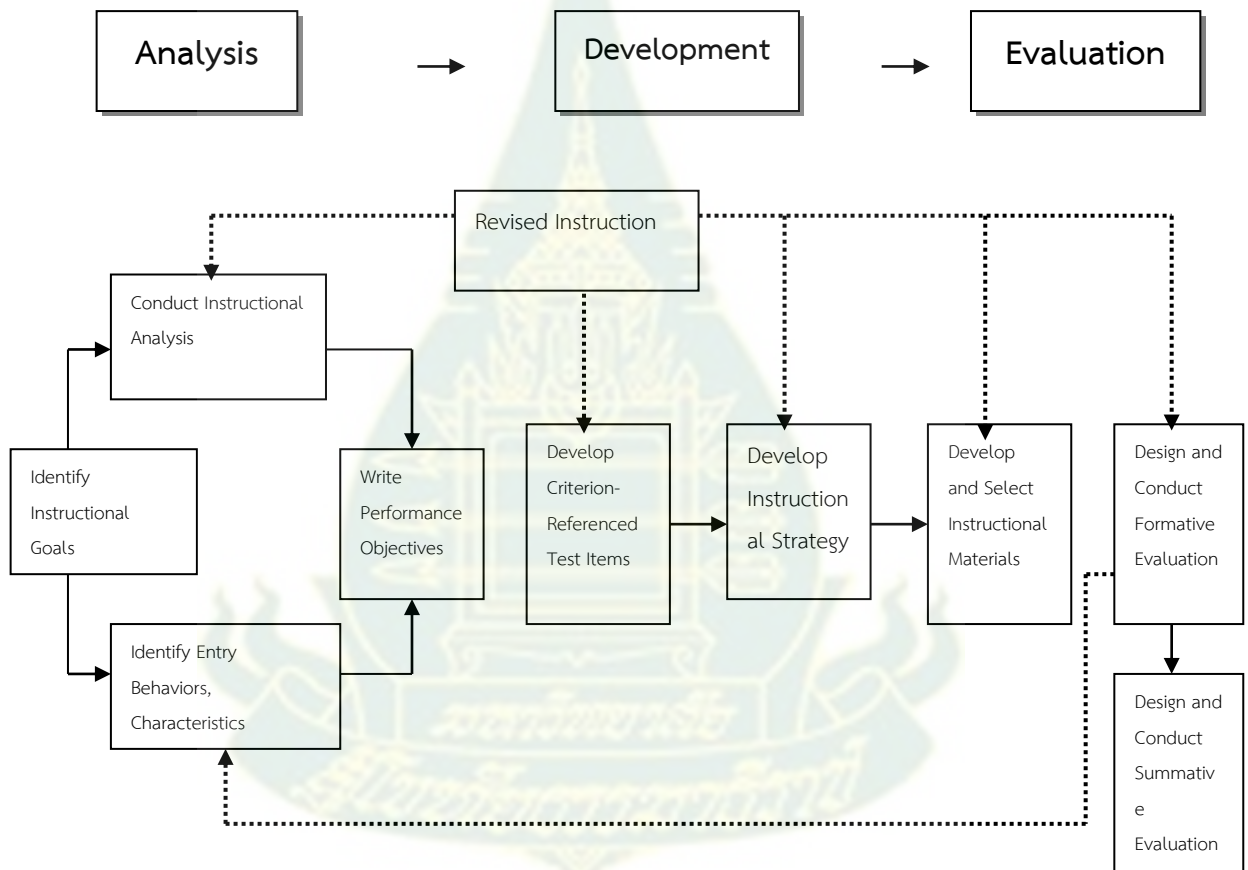 Analysis
Development
Evaluation
Revised Instruction
Conduct Instructional
Analysis
Identify
Instructional
Goals
Write
Performance
Objectives
Develop
Criterion-
Referenced
Test Items
Develop
Instruction
al Strategy
Develop
and Select
Instructional
Materials
Design and
Conduct
Formative
Evaluation
Identify Entry
Behaviors,
Characteristics
Design and
Conduct
Summativ
e
Evaluation